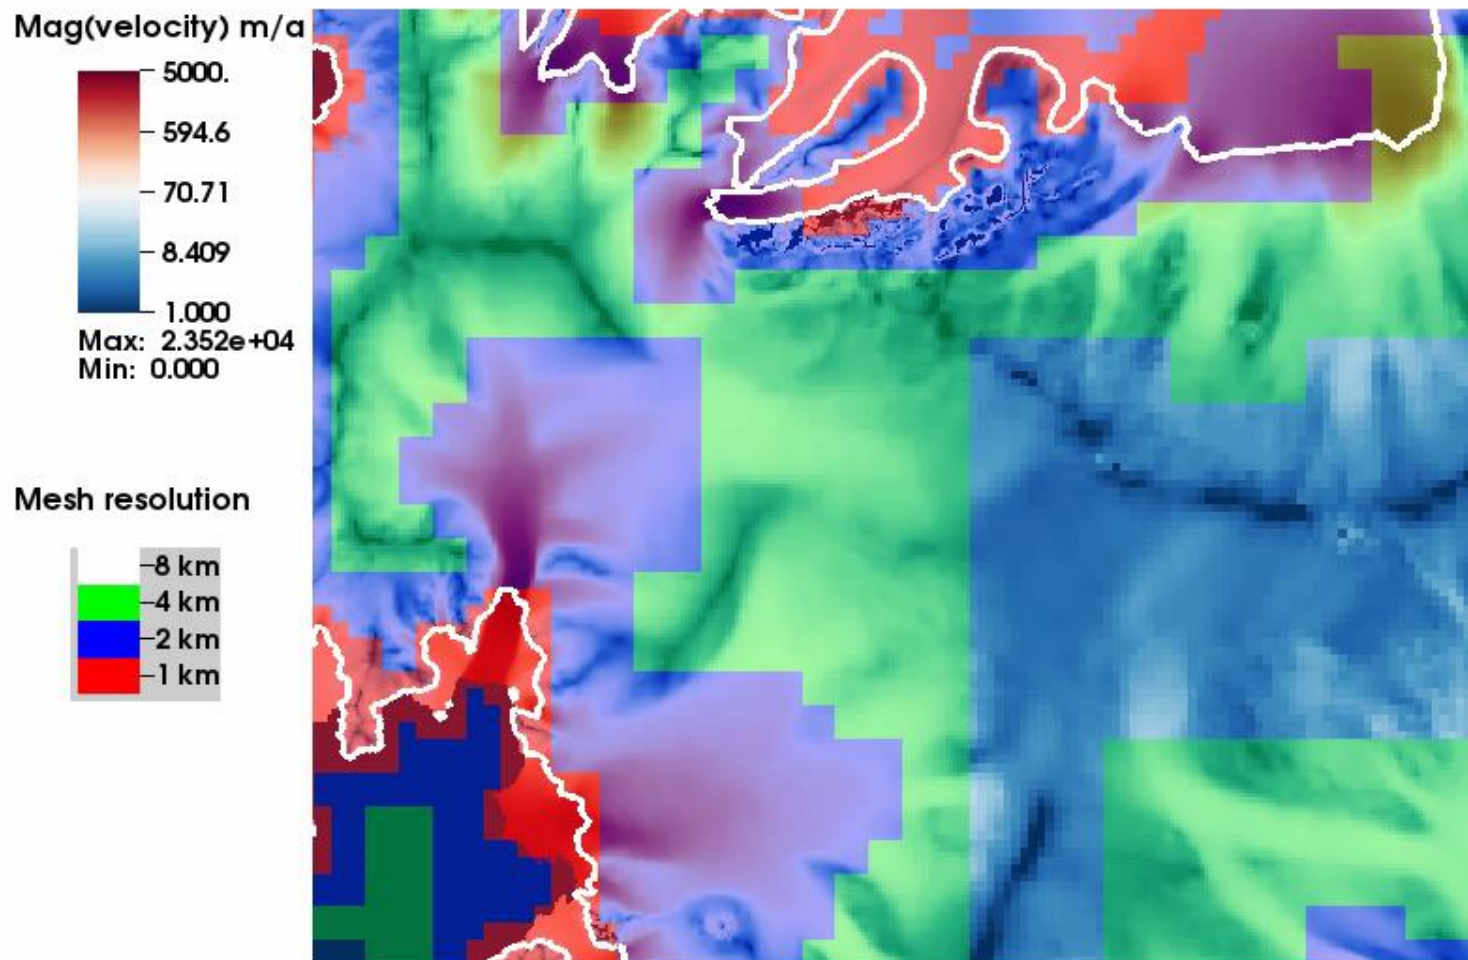 Mag(velocity) m/a
5000.
594.6
70.71
8.409
1.000
Max: 2.352e+04
Min: 0.000
Mesh resolution
8 km
4 km
2 km
1 km